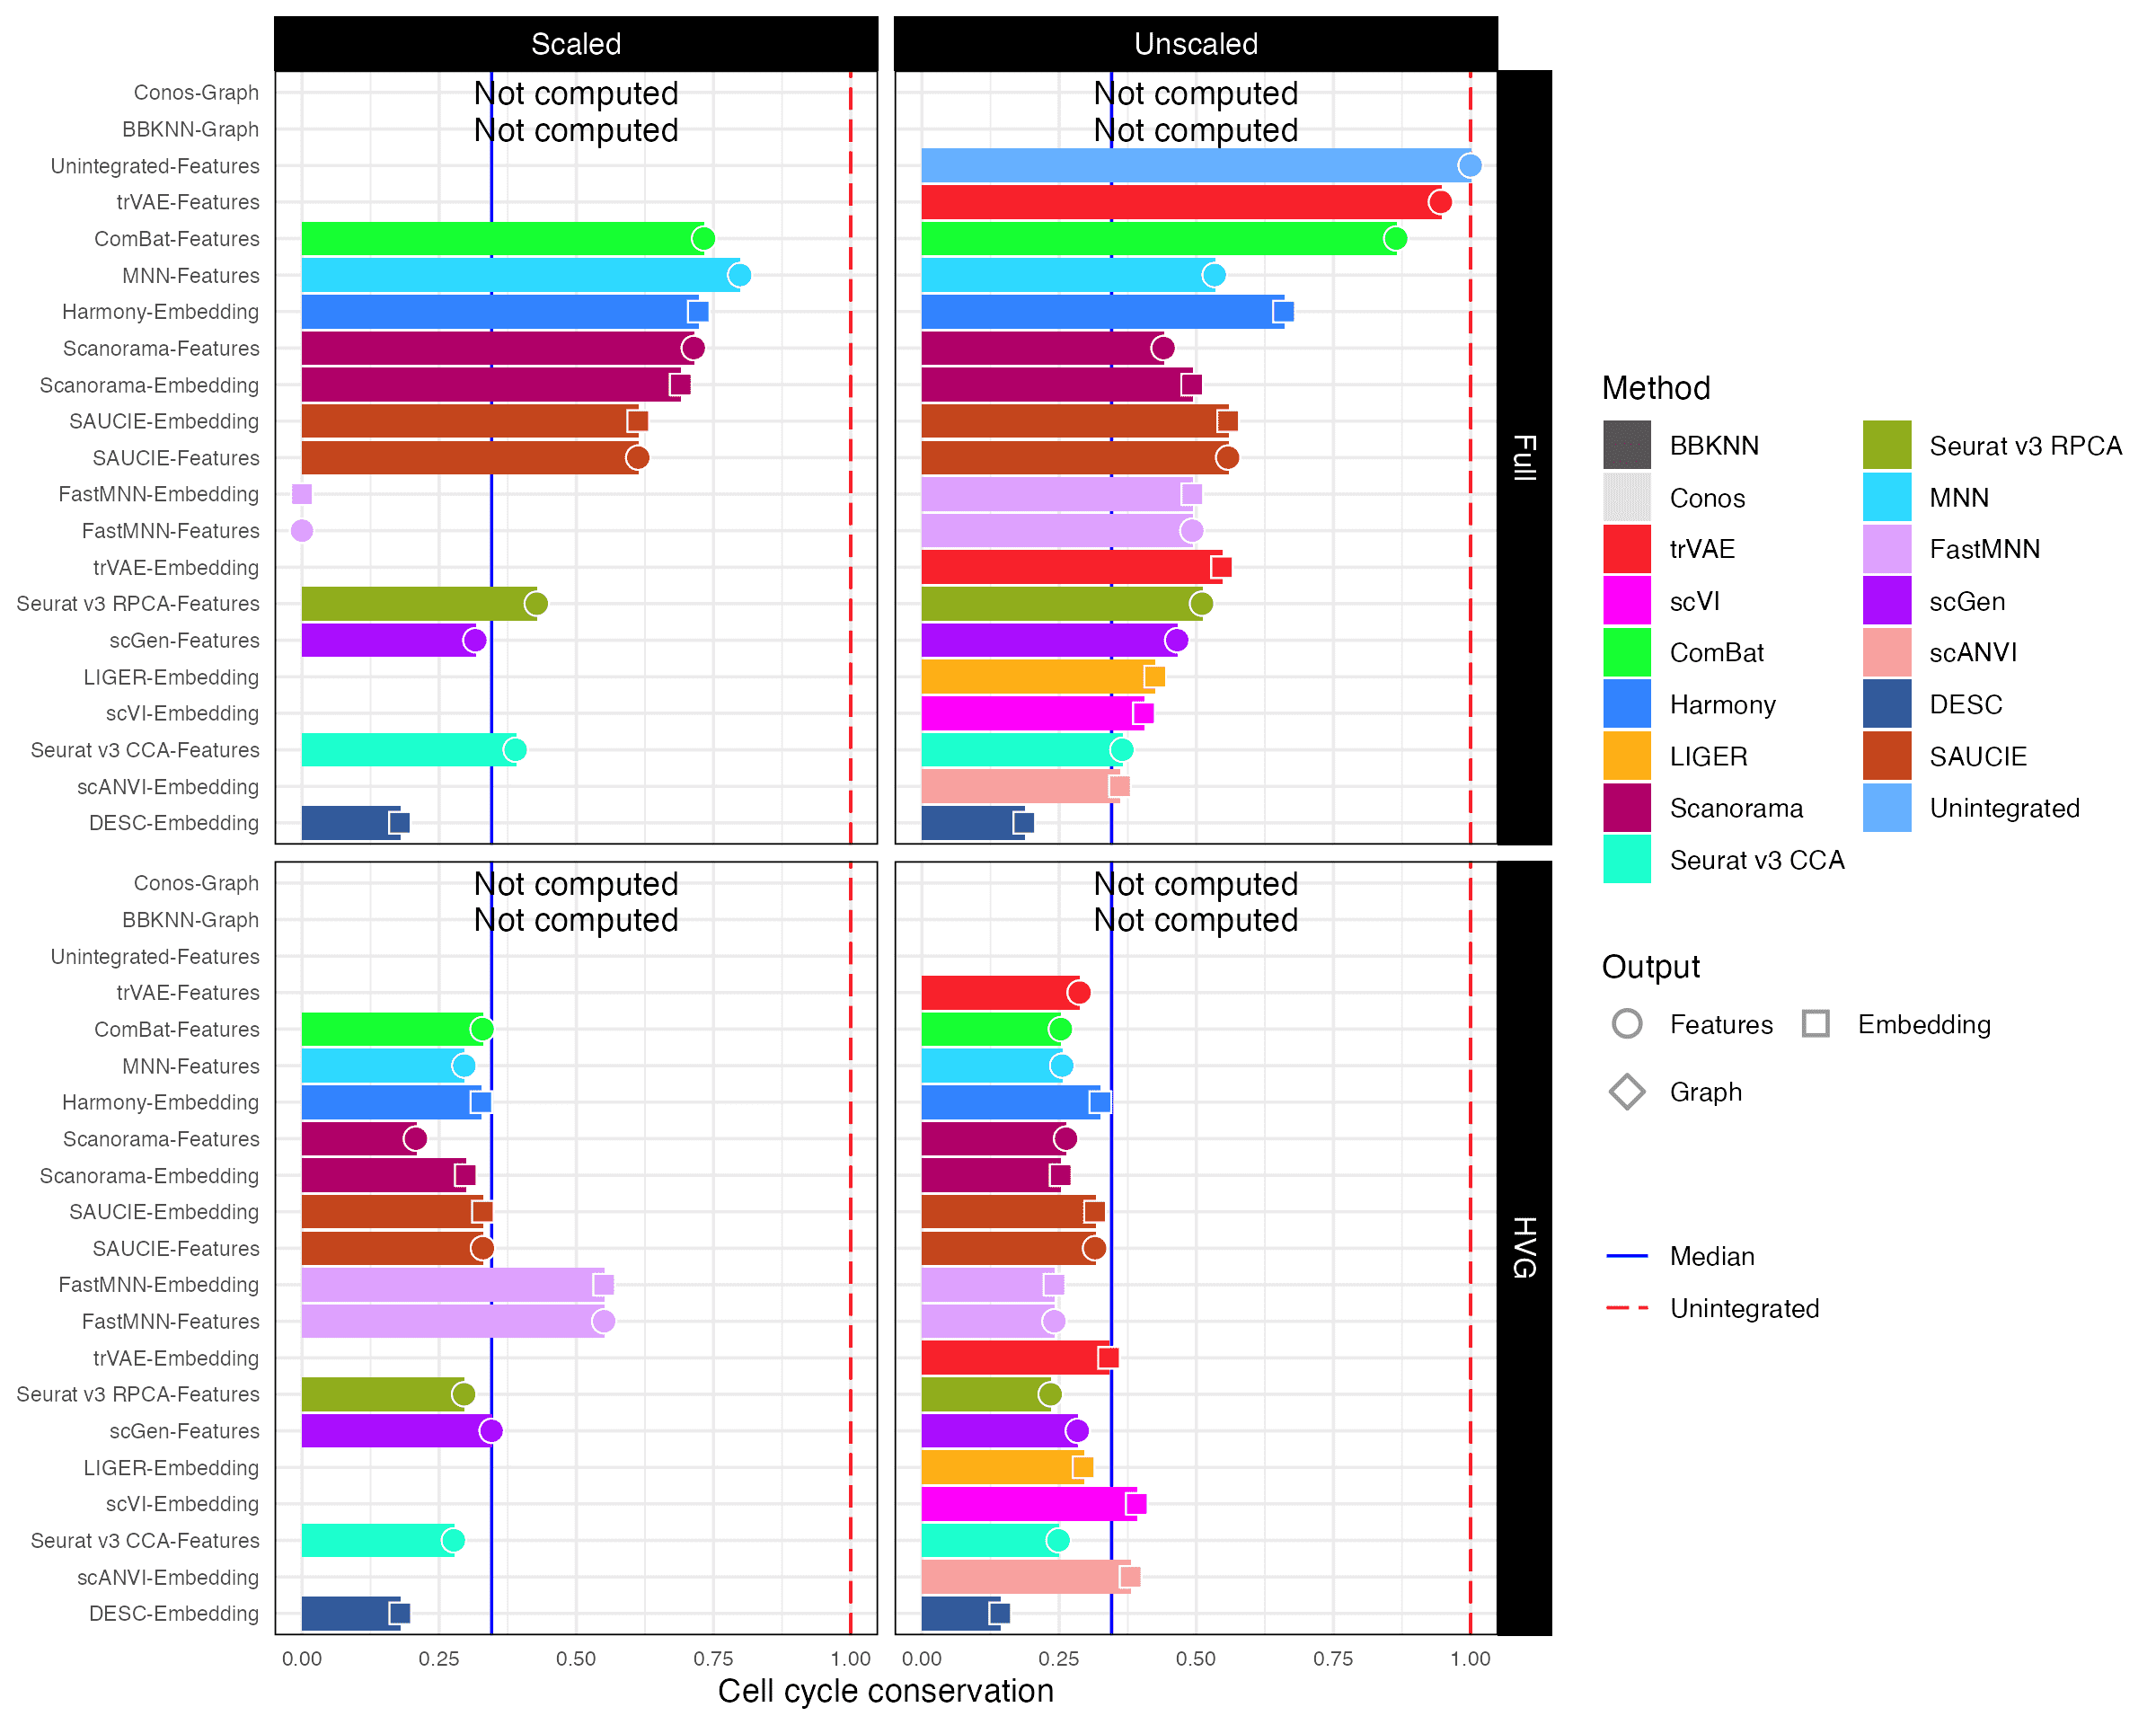 Scaled
Unscaled
Conos-Graph Not computed Not computed
BBKNN-Graph Not computed Not computed
Unintegrated-Features
trVAE-Features
ComBat-Features
MNN-Features
Harmony-Embedding
Scanorama-Features
Scanorama-Embedding
SAUCIE-Embedding
SAUCIE-Features
FastMNN-Embedding
FastMNN-Features
trVAE-Embedding
Seurat v3 RPCA-Features
scGen-Features
LIGER-Embedding
scVI-Embedding
Seurat v3 CCA-Features
scANVI-Embedding
DESC-Embedding
Full
Conos-Graph Not computed Not computed
BBKNN-Graph Not computed Not computed
Unintegrated-Features
trVAE-Features
ComBat-Features
MNN-Features
Harmony-Embedding
Scanorama-Features
Scanorama-Embedding
SAUCIE-Embedding
SAUCIE-Features
FastMNN-Embedding
FastMNN-Features
trVAE-Embedding
Seurat v3 RPCA-Features
scGen-Features
LIGER-Embedding
scVI-Embedding
Seurat v3 CCA-Features
scANVI-Embedding
DESC-Embedding
HVG
0.00 0.25 0.50 0.75 1.00 0.00 0.25 0.50 0.75 1.00
Cell cycle conservation
Method
BBKNN
Conos
trVAE
scVI
ComBat
Harmony
LIGER
Scanorama
Seurat v3 CCA
Seurat v3 RPCA
MNN
FastMNN
scGen
scANVI
DESC
SAUCIE
Unintegrated
Output
Features Embedding
Graph
Median
Unintegrated